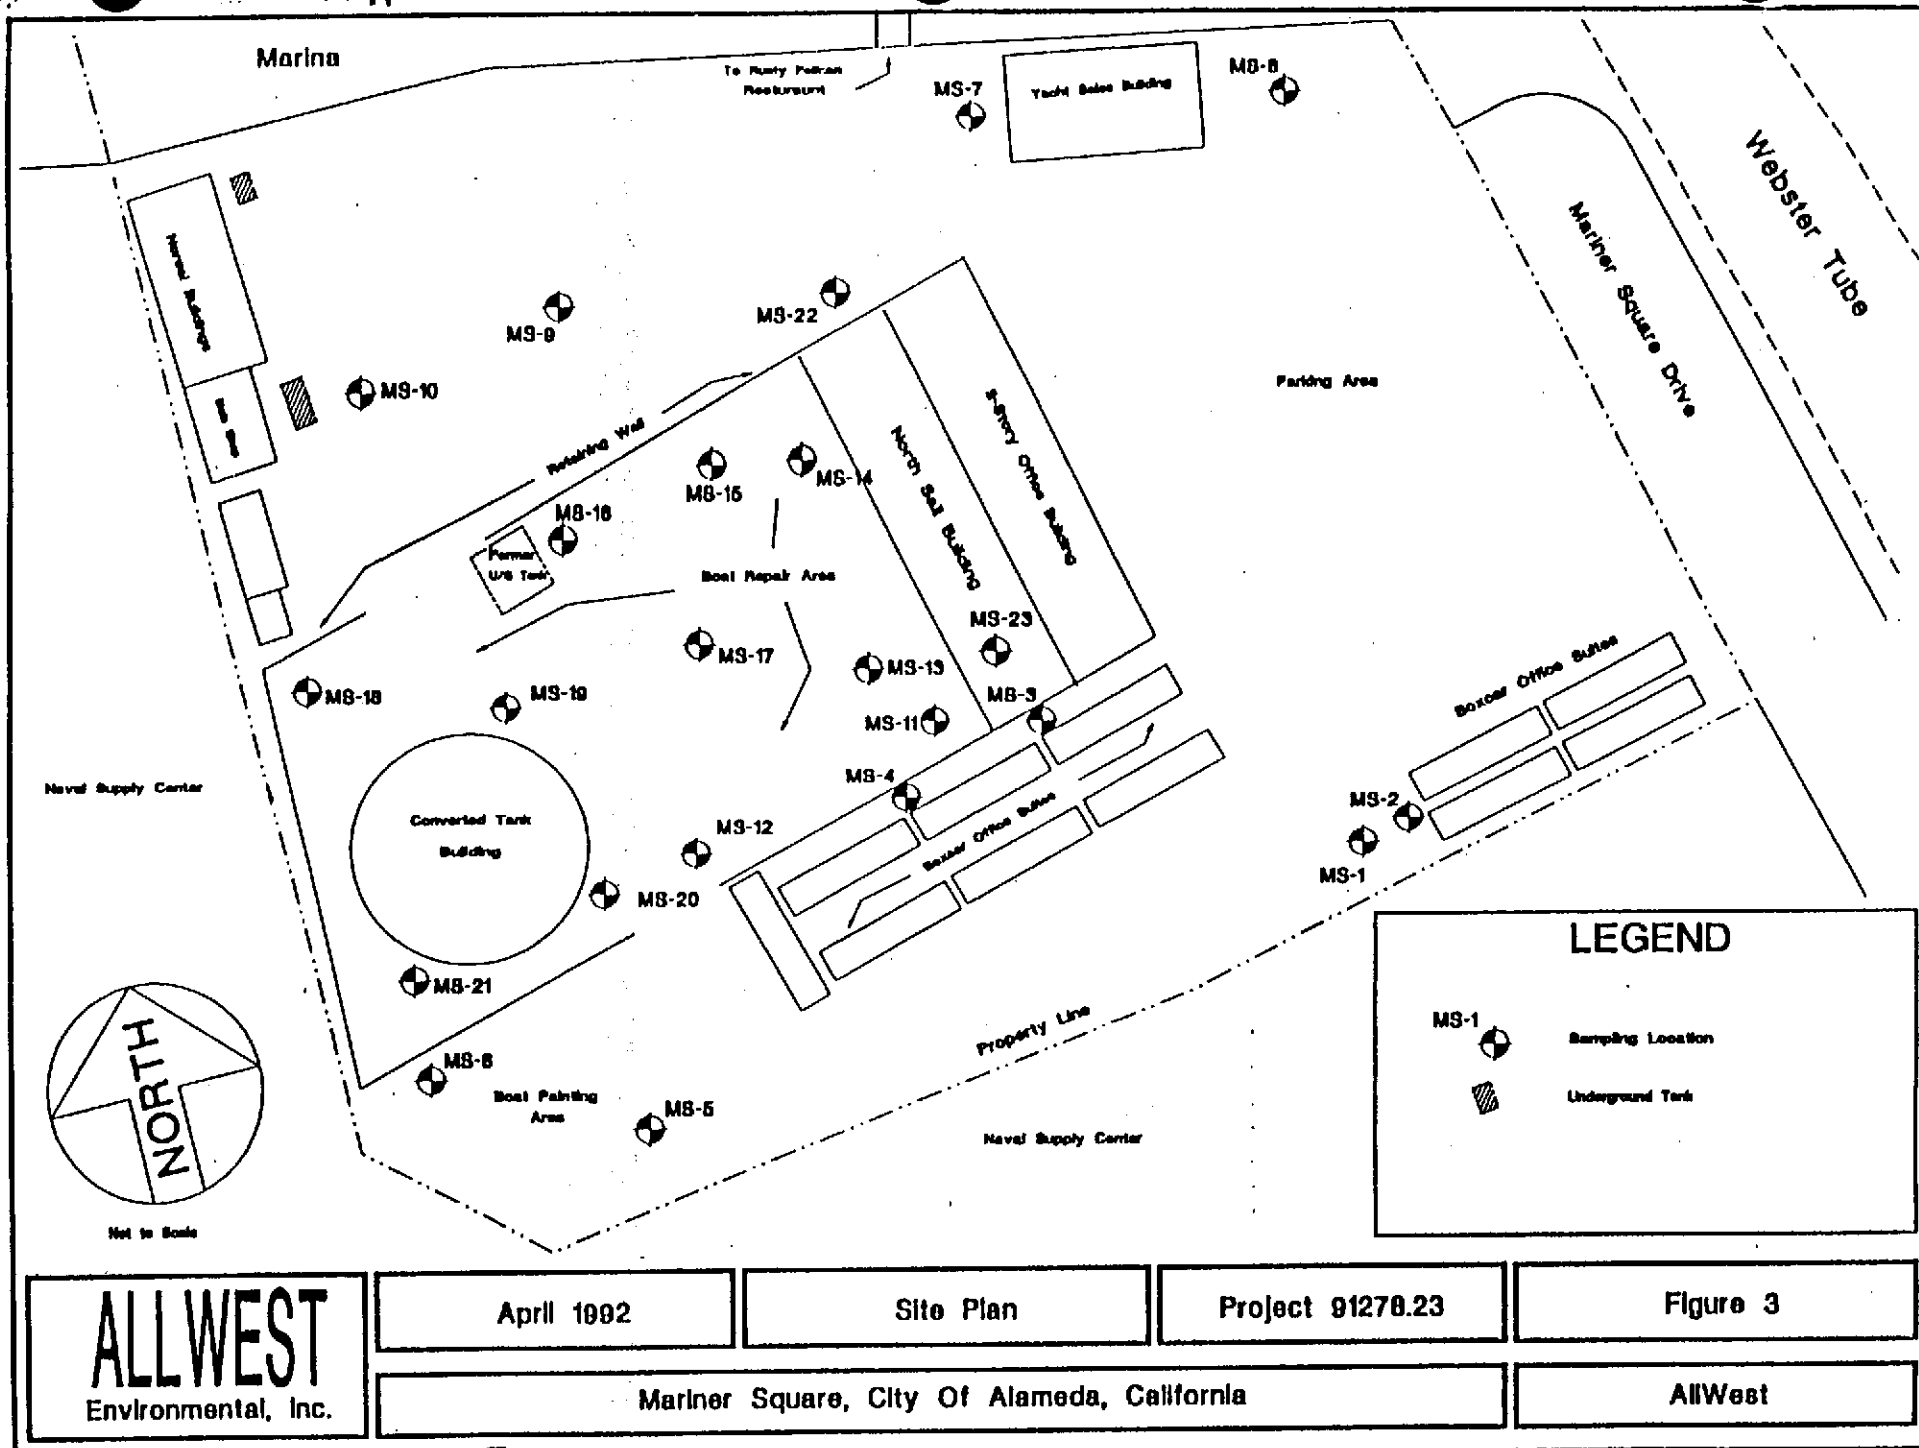 Marina
To Rusty Pelican
Restaurant
MS-7
Yacht Sales Building
MS-8
Webster Tube
Mariner Square Drive
Normal Buildings
MS-9
MS-22
MS-10
Parking Area
Retaining Wall
North Sail Building
Office Building
MS-15
MS-14
MS-16
Former
U/G Tank
Boat Repair Area
MS-23
MS-17
MS-13
MS-3
MS-11
MS-18
MS-19
Boxcar Office Suites
Naval Supply Center
MS-4
Converted Tank
Building
MS-12
Boxcar Office Suites
MS-2
MS-1
MS-20
MS-21
LEGEND
MS-1
Sampling Location
Underground Tank
Property Line
NORTH
MS-6
Boat Painting
Area
MS-5
Naval Supply Center
Not to Scale
ALLWEST
Environmental, Inc.
April 1992
Site Plan
Project 91278.23
Figure 3
Mariner Square, City Of Alameda, California
AllWest